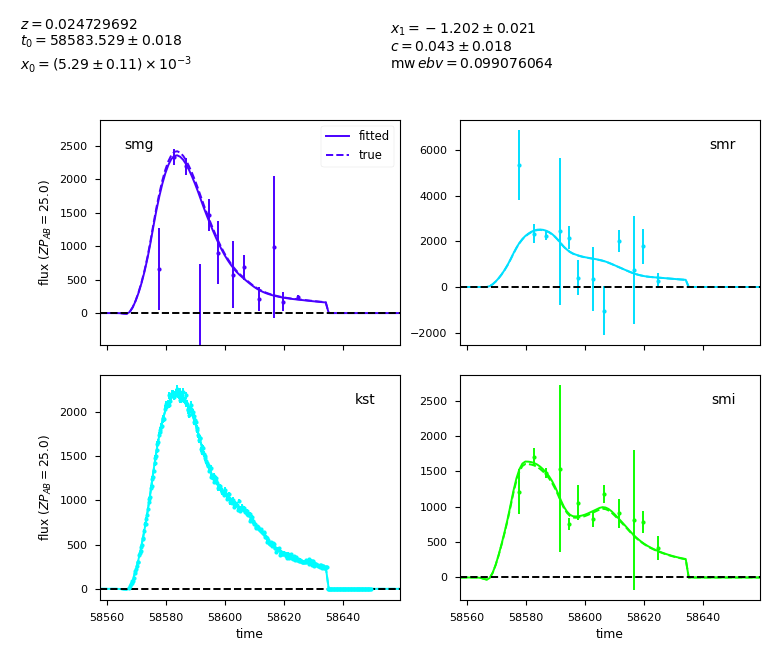 z = 0.024729692
t₀ = 58583.529 ± 0.018
x₀ = (5.29 ± 0.11) × 10⁻³
x₁ = −1.202 ± 0.021
c = 0.043 ± 0.018
mw ebv = 0.099076064
smg
fitted
true
flux (ZP_AB = 25.0)
2500
2000
1500
1000
500
0
smr
6000
4000
2000
0
−2000
kst
flux (ZP_AB = 25.0)
2000
1500
1000
500
0
58560 58580 58600 58620 58640
time
smi
2500
2000
1500
1000
500
0
58560 58580 58600 58620 58640
time